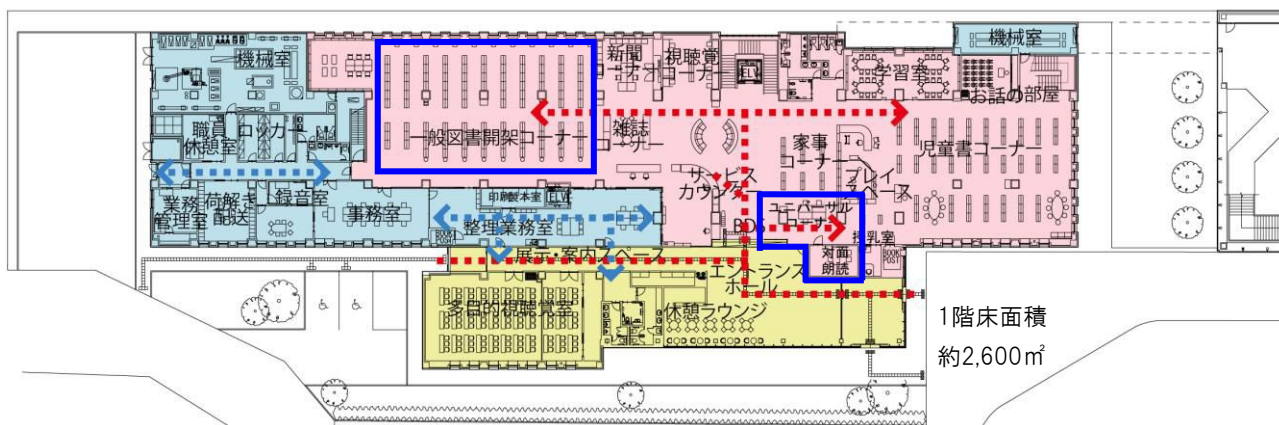 機械室
新聞
視聴覚
コーナー
ELV
学習室
機械室
お話の部屋
職員
休憩室
ロッカー
一般図書開架コーナー
雑誌
コーナー
家事
コーナー
児童書コーナー
サービス
カウンター
プレイ
スペース
業務
管理室
荷解き
配送
録音室
事務室
印刷製本室
ELV
整理業務室
BOOK
POST
BDS
ユニバーサル
コーナー
授乳室
対面
朗読
BOOK
POST
展示・案内スペース
エントランス
ホール
多目的視聴覚室
休憩ラウンジ
1階床面積
約2,600㎡